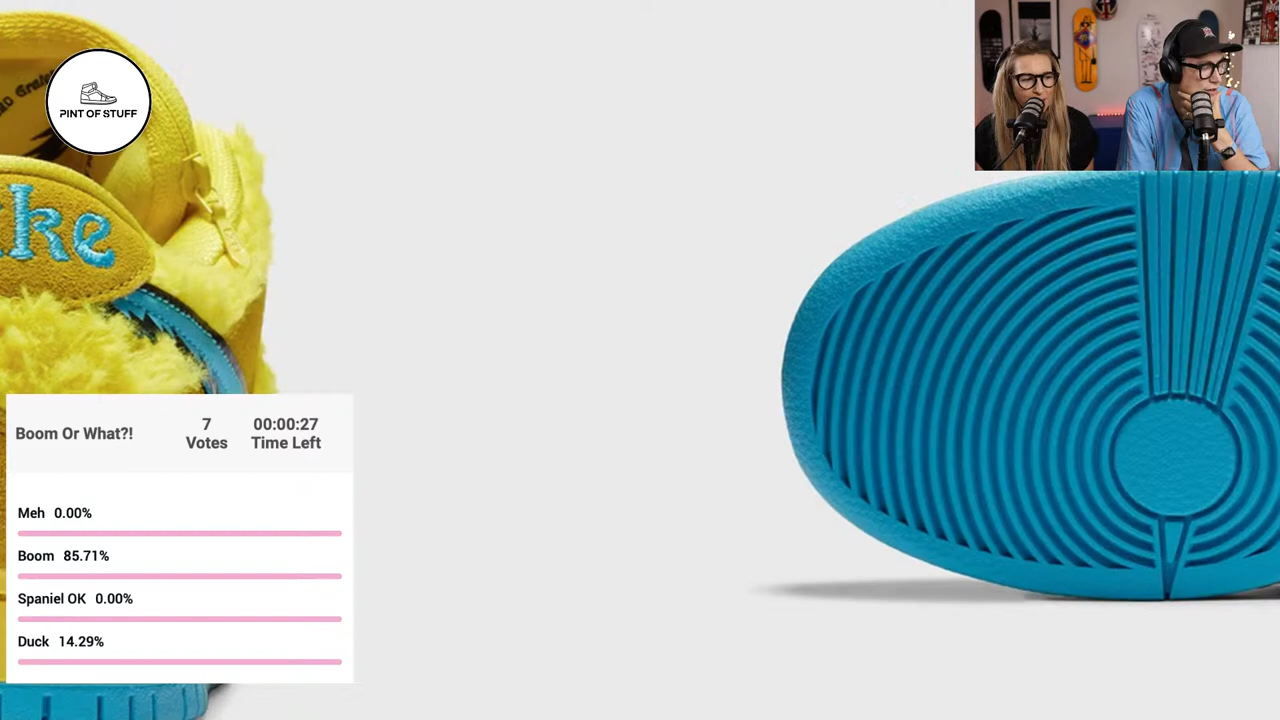 PINT OF STUFF
ke
Boom Or What?!
7
Votes
00:00:27
Time Left
Meh 0.00%
Boom 85.71%
Spaniel OK 0.00%
Duck 14.29%